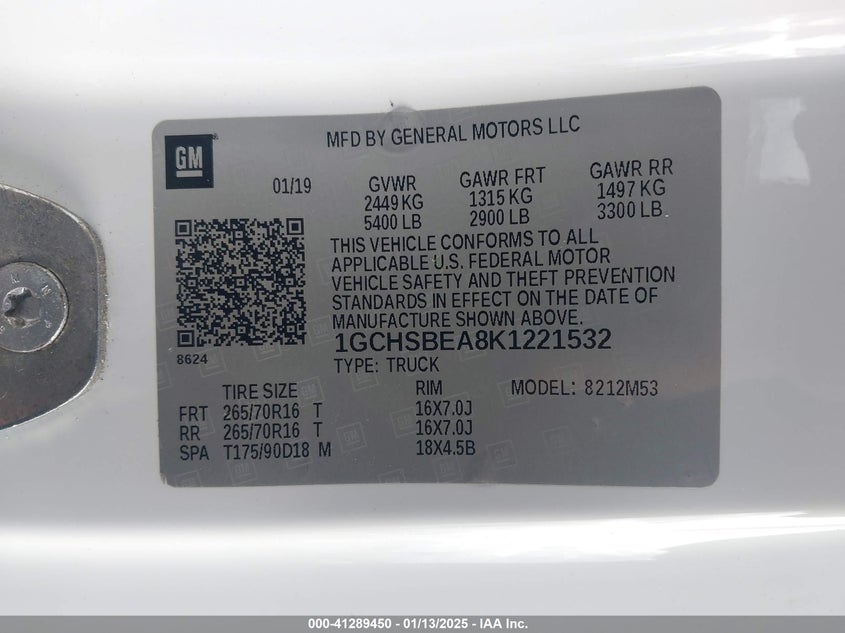 GM
MFD BY GENERAL MOTORS LLC
01/19
GVWR
2449 KG
5400 LB
GAWR FRT
1315 KG
2900 LB
GAWR RR
1497 KG
3300 LB
THIS VEHICLE CONFORMS TO ALL
APPLICABLE U.S. FEDERAL MOTOR
VEHICLE SAFETY AND THEFT PREVENTION
STANDARDS IN EFFECT ON THE DATE OF
MANUFACTURE SHOWN ABOVE.
8624
1GCHSBEA8K1221532
TYPE: TRUCK
TIRE SIZE RIM MODEL: 8212M53
FRT 265/70R16 T 16X7.0J
RR 265/70R16 T 16X7.0J
SPA T175/90D18 M 18X4.5B
000-41289450 - 01/13/2025 - IAA Inc.